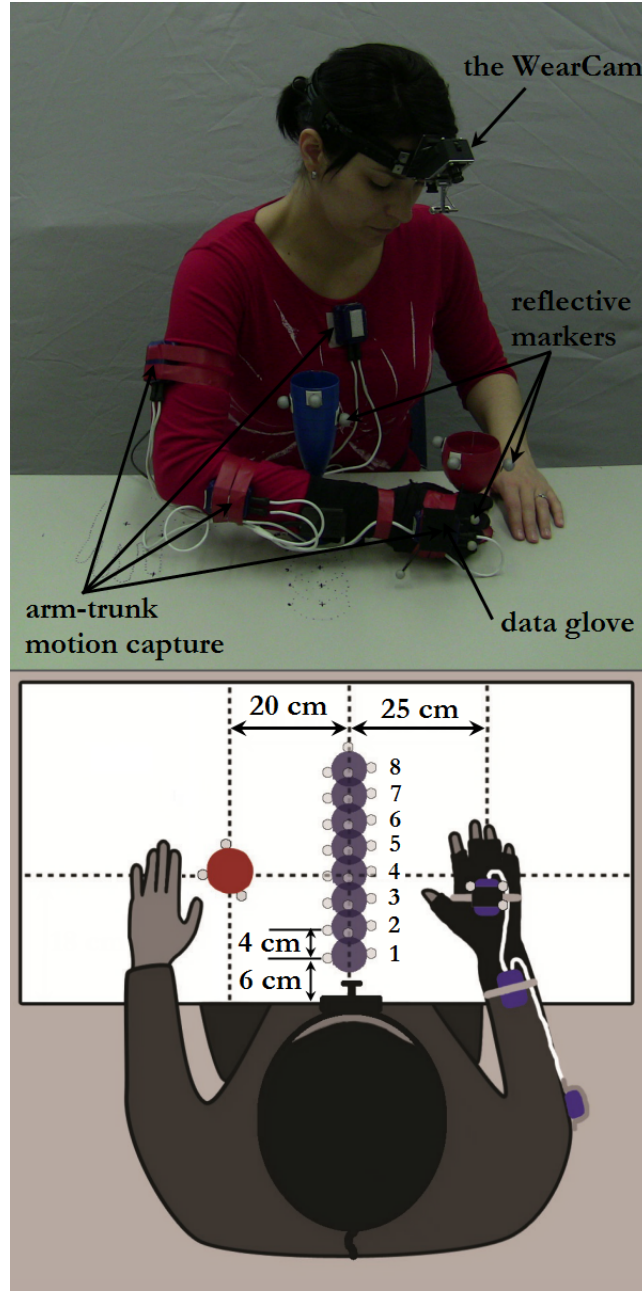 the WearCam
reflective
markers
arm-trunk
motion capture
data glove
20 cm
25 cm
8
7
6
5
4
3
2
1
4 cm
6 cm